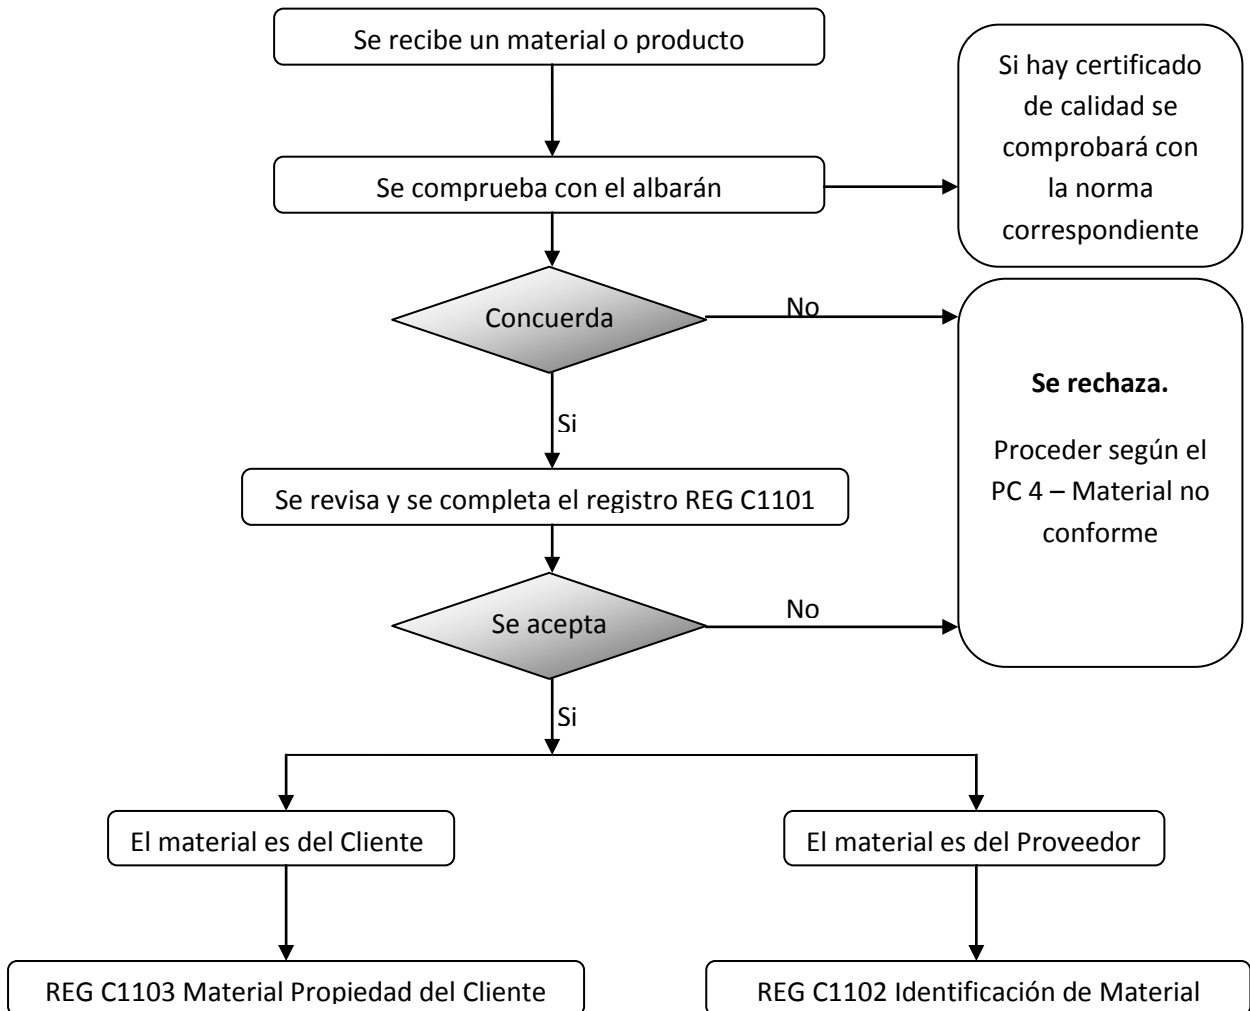 Se recibe un material o producto
Si hay certificado
de calidad se
comprobará con
la norma
correspondiente
Se comprueba con el albarán
Concuerda
No
Se rechaza.
Proceder según el
PC 4 – Material no
conforme
Si
Se revisa y se completa el registro REG C1101
Se acepta
No
Si
El material es del Cliente
El material es del Proveedor
REG C1103 Material Propiedad del Cliente
REG C1102 Identificación de Material